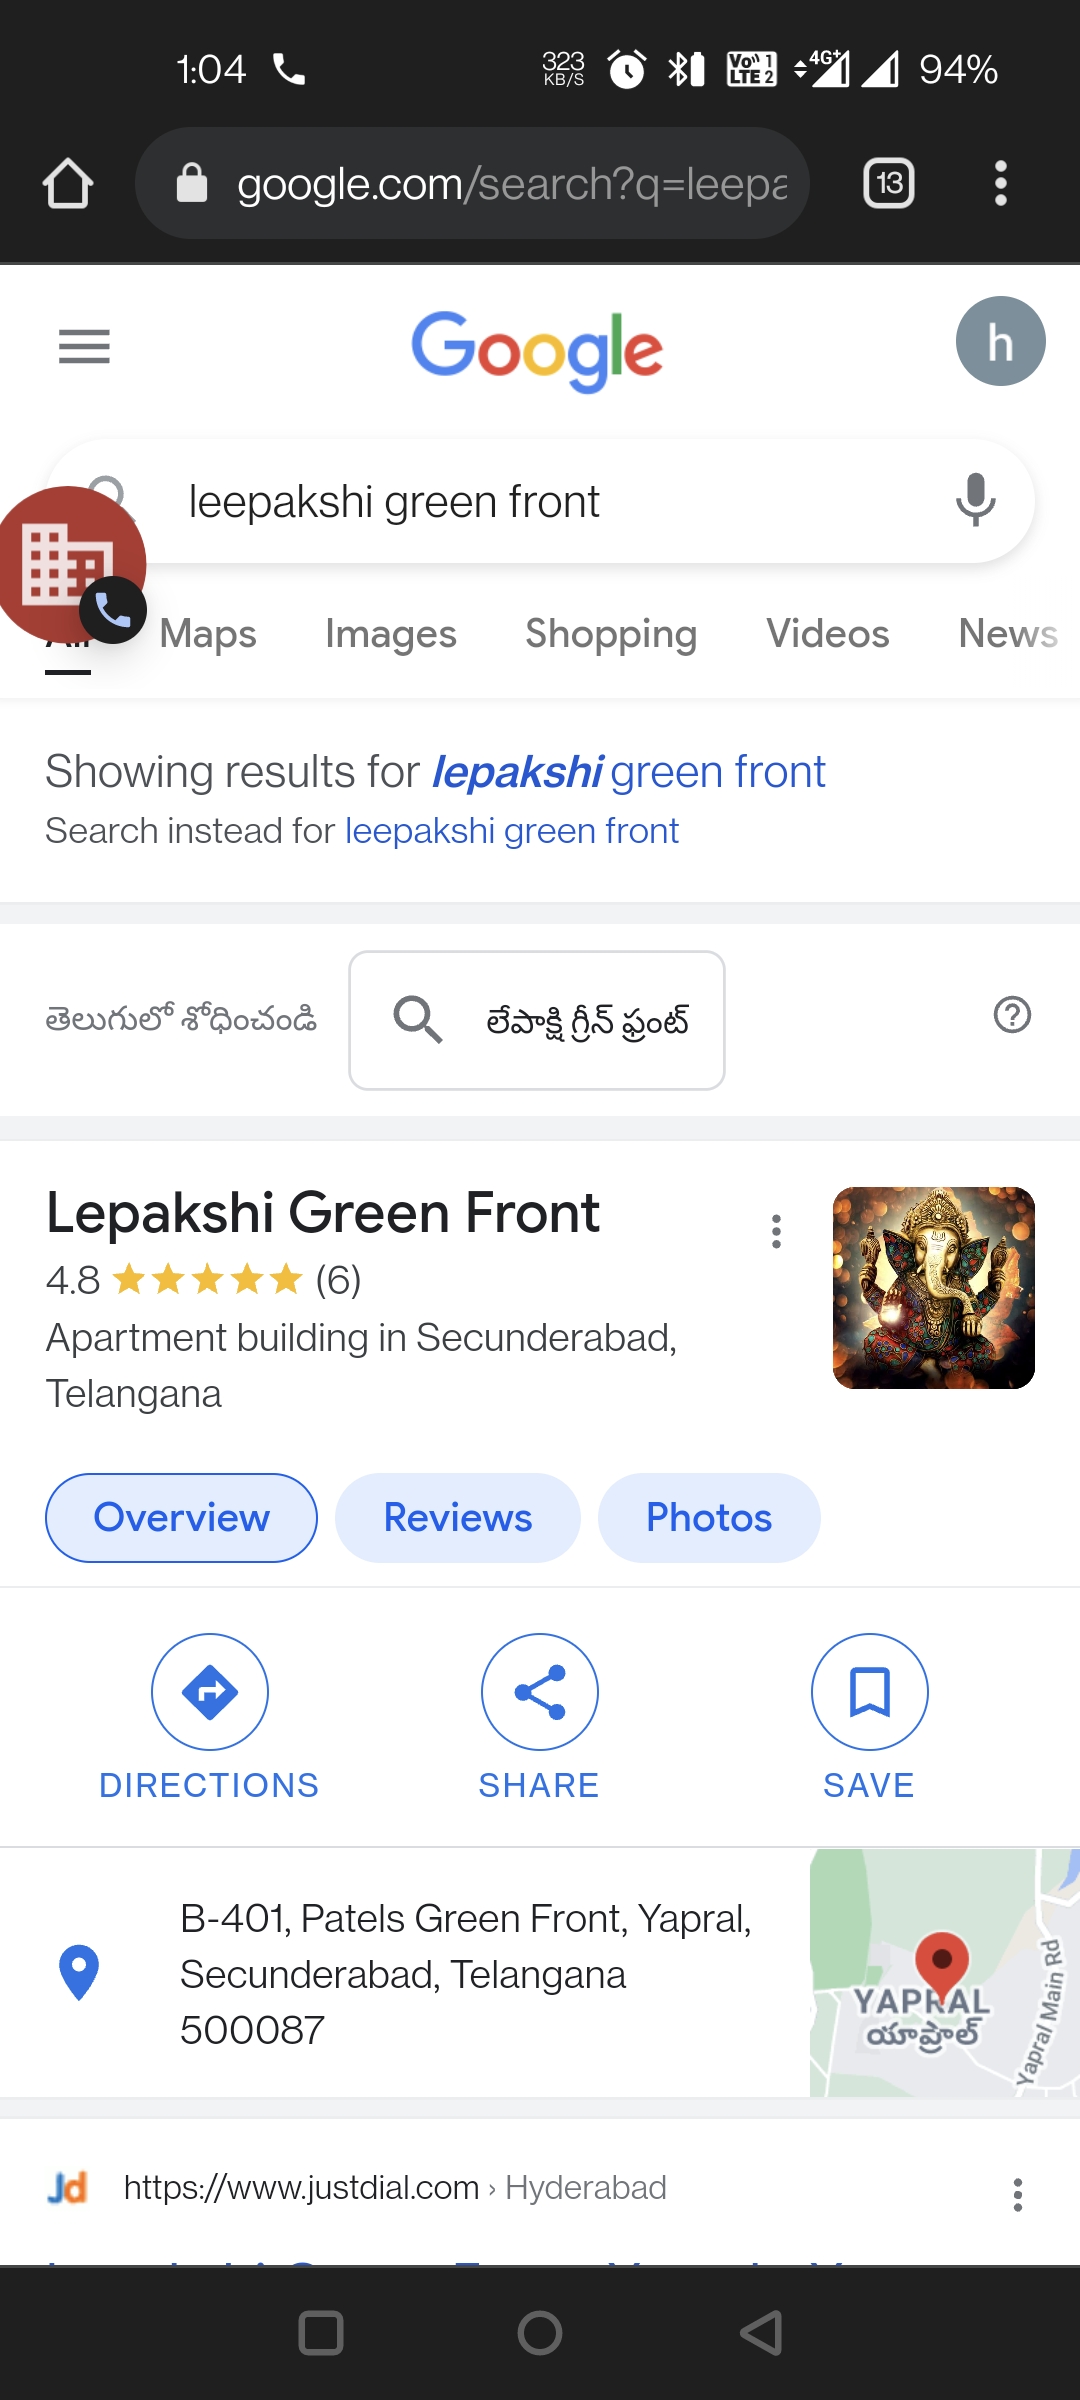 1:04
323
KB/S
Vo)) 1
LTE 2
4G+
94%
google.com/search?q=leepa
13
Google
h
leepakshi green front
All
Maps
Images
Shopping
Videos
News
Showing results for lepakshi green front
Search instead for leepakshi green front
తెలుగులో శోధించండి
లేపాక్షి గ్రీన్ ఫ్రంట్
Lepakshi Green Front
4.8 (6)
Apartment building in Secunderabad,
Telangana
Overview
Reviews
Photos
DIRECTIONS
SHARE
SAVE
B-401, Patels Green Front, Yapral,
Secunderabad, Telangana
500087
YAPRAL
యాప్రాల్
Yapral Main Rd
Jd
https://www.justdial.com › Hyderabad